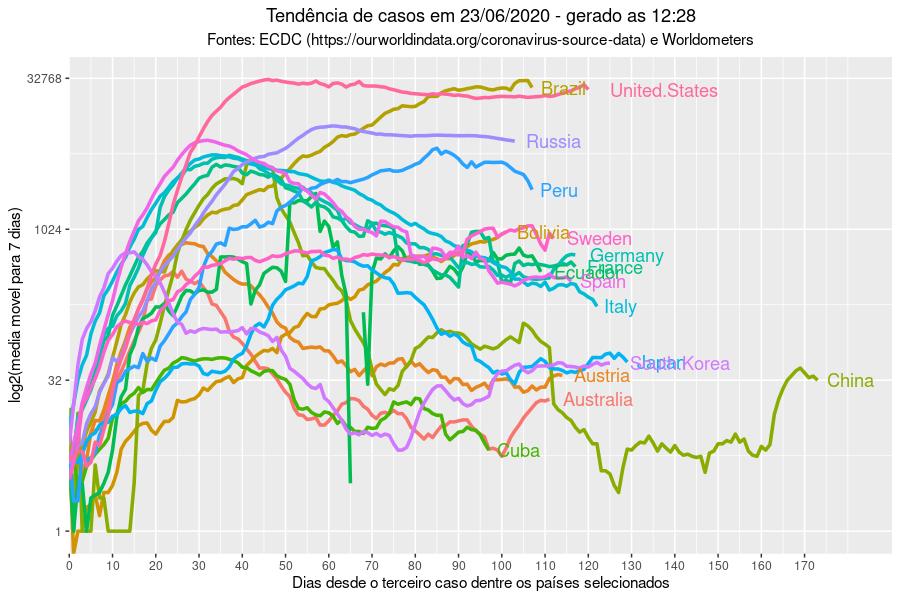 Tendência de casos em 23/06/2020 - gerado as 12:28
Fontes: ECDC (https://ourworldindata.org/coronavirus-source-data) e Worldometers
log2(media movel para 7 dias)
32768
1024
32
1
Brazil
United.States
Russia
Peru
Bolivia
Sweden
Germany
France
Ecuador
Spain
Italy
Japan
South Korea
Austria
China
Australia
Cuba
0 10 20 30 40 50 60 70 80 90 100 110 120 130 140 150 160 170
Dias desde o terceiro caso dentre os países selecionados